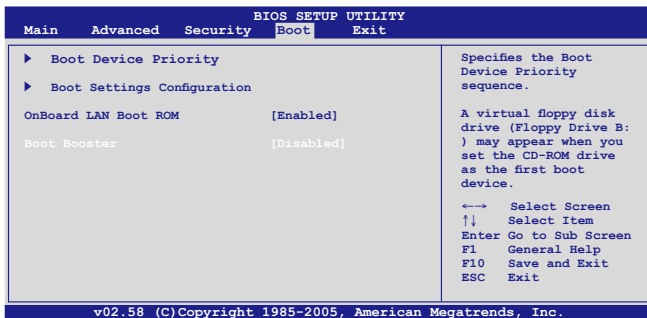 BIOS SETUP UTILITY
Main Advanced Security Boot Exit
Boot Device Priority
Boot Settings Configuration
OnBoard LAN Boot ROM [Enabled]
Boot Booster [Disabled]
Specifies the Boot
Device Priority
sequence.
A virtual floppy disk
drive (Floppy Drive B:
) may appear when you
set the CD-ROM drive
as the first boot
device.
←→ Select Screen
↑↓ Select Item
Enter Go to Sub Screen
F1 General Help
F10 Save and Exit
ESC Exit
v02.58 (C)Copyright 1985-2005, American Megatrends, Inc.